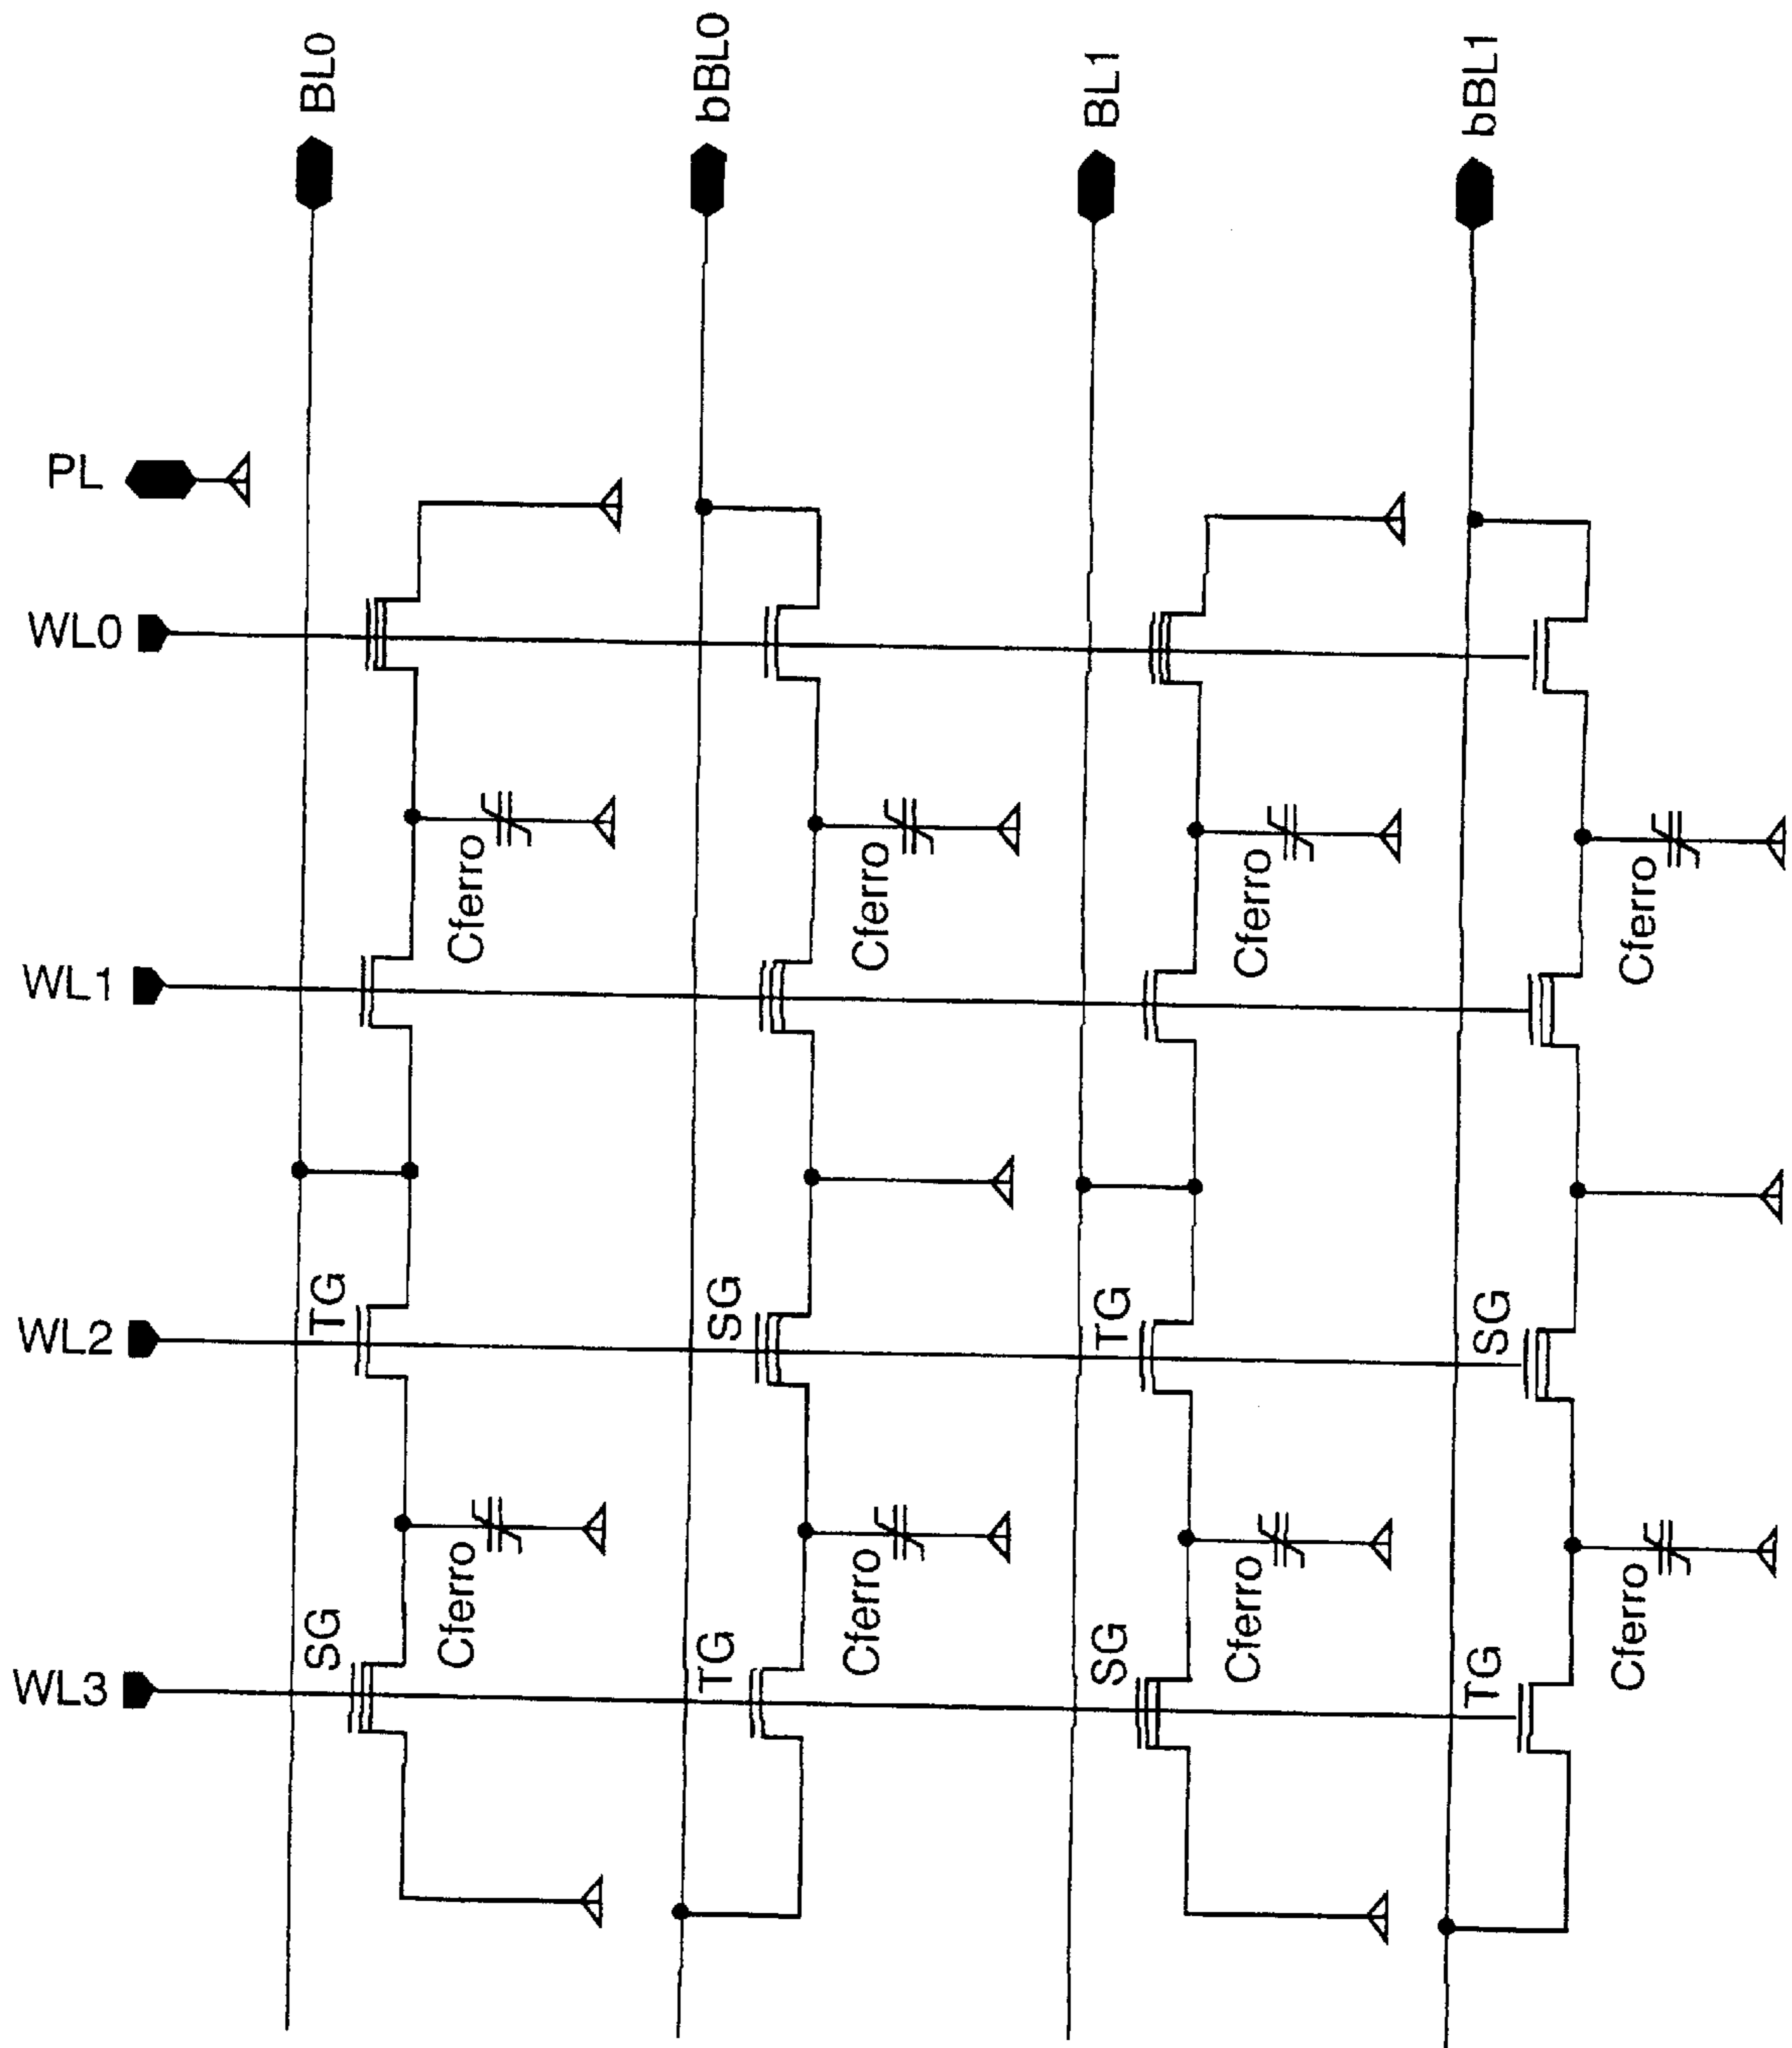 BL0
bBL0
BL1
bBL1
PL
WL0
Cferro
Cferro
Cferro
Cferro
WL1
WL2
TG
SG
TG
SG
Cferro
Cferro
Cferro
Cferro
WL3
SG
TG
SG
TG